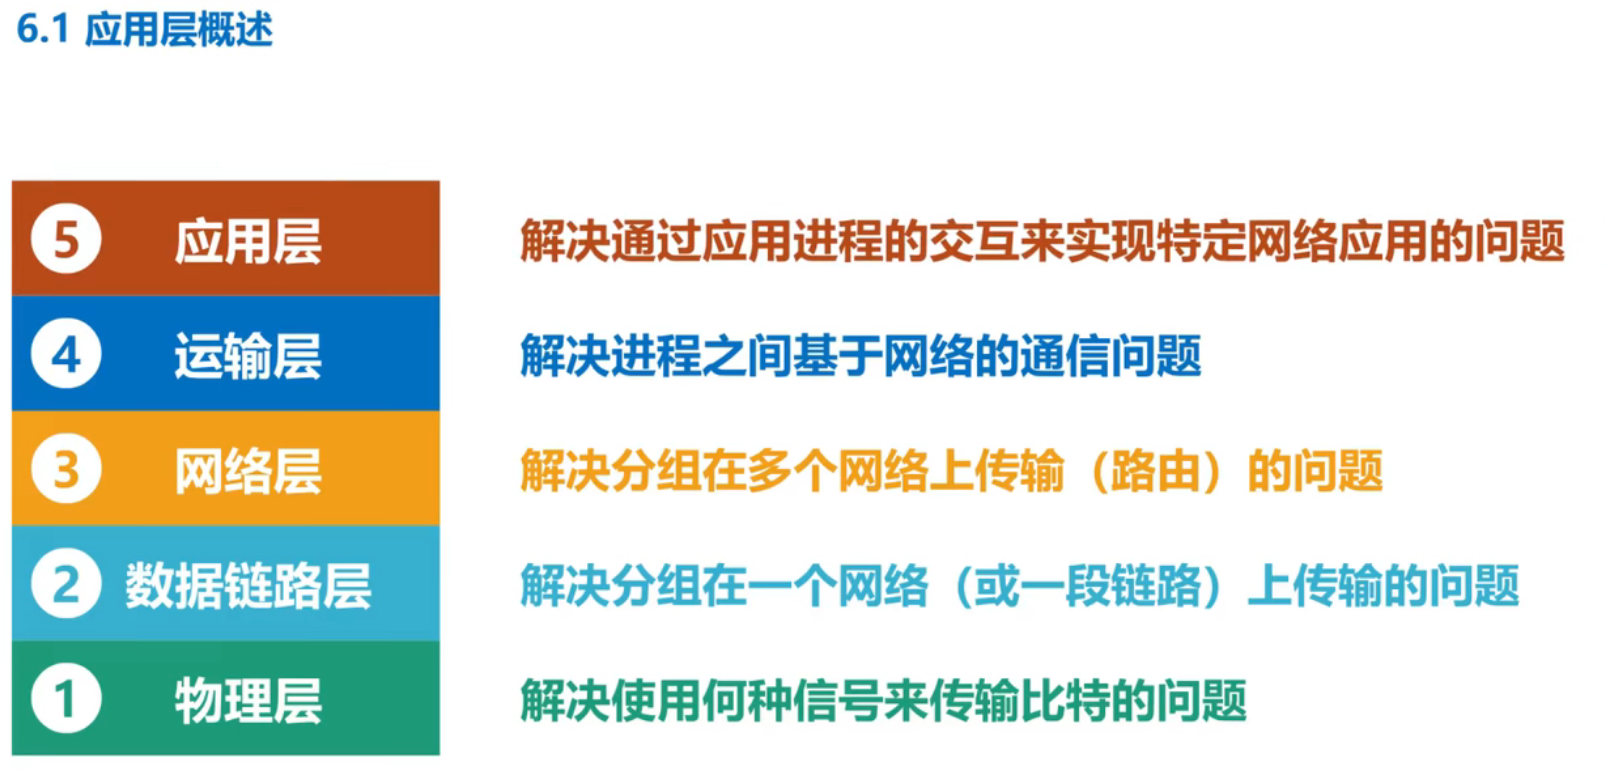 6.1 应用层概述
5 应用层 解决通过应用进程的交互来实现特定网络应用的问题
4 运输层 解决进程之间基于网络的通信问题
3 网络层 解决分组在多个网络上传输（路由）的问题
2 数据链路层 解决分组在一个网络（或一段链路）上传输的问题
1 物理层 解决使用何种信号来传输比特的问题